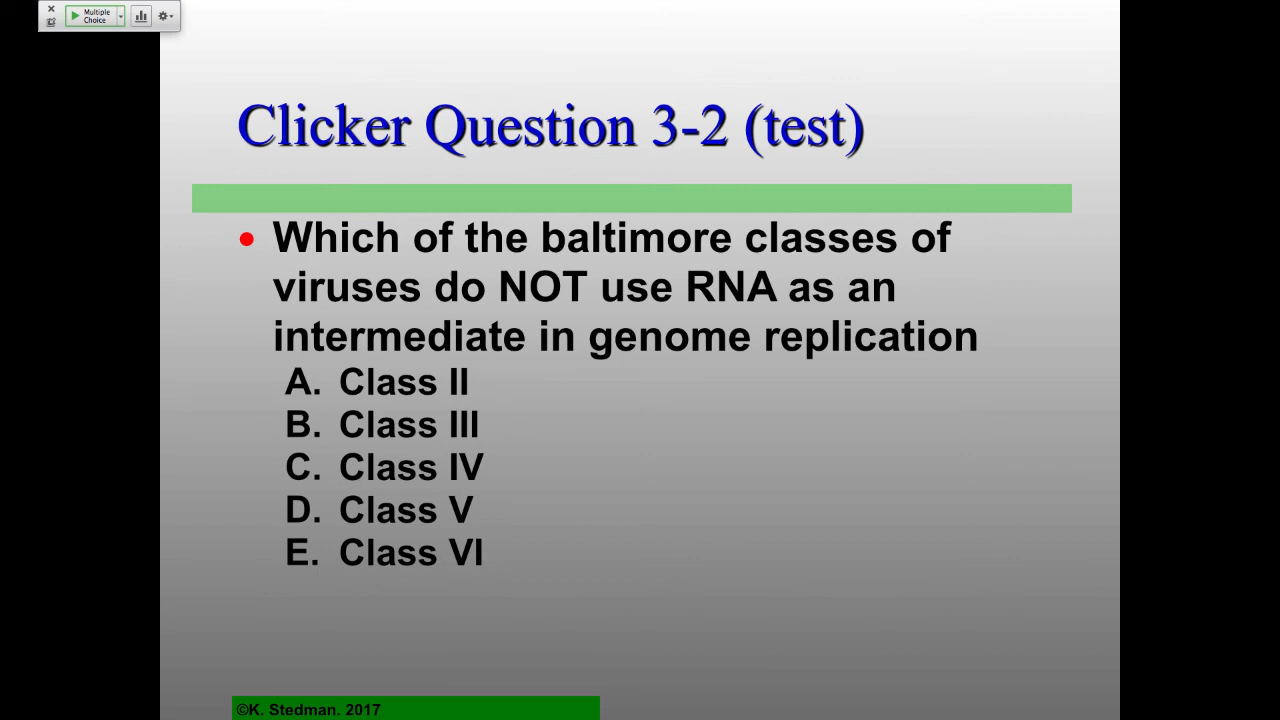 Multiple
Choice
Clicker Question 3-2 (test)
Which of the baltimore classes of
viruses do NOT use RNA as an
intermediate in genome replication
A. Class II
B. Class III
C. Class IV
D. Class V
E. Class VI
©K. Stedman. 2017